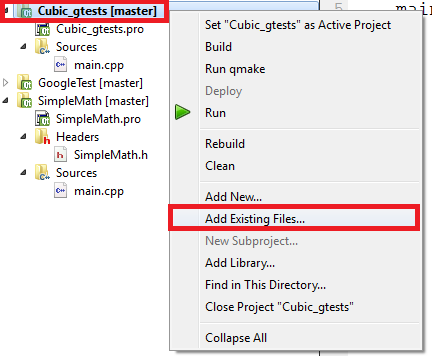 Cubic_gtests [master]
Cubic_gtests.pro
Sources
main.cpp
GoogleTest [master]
SimpleMath [master]
SimpleMath.pro
Headers
SimpleMath.h
Sources
main.cpp
Set "Cubic_gtests" as Active Project
Build
Run qmake
Deploy
Run
Rebuild
Clean
Add New...
Add Existing Files...
New Subproject...
Add Library...
Find in This Directory...
Close Project "Cubic_gtests"
Collapse All
5
main